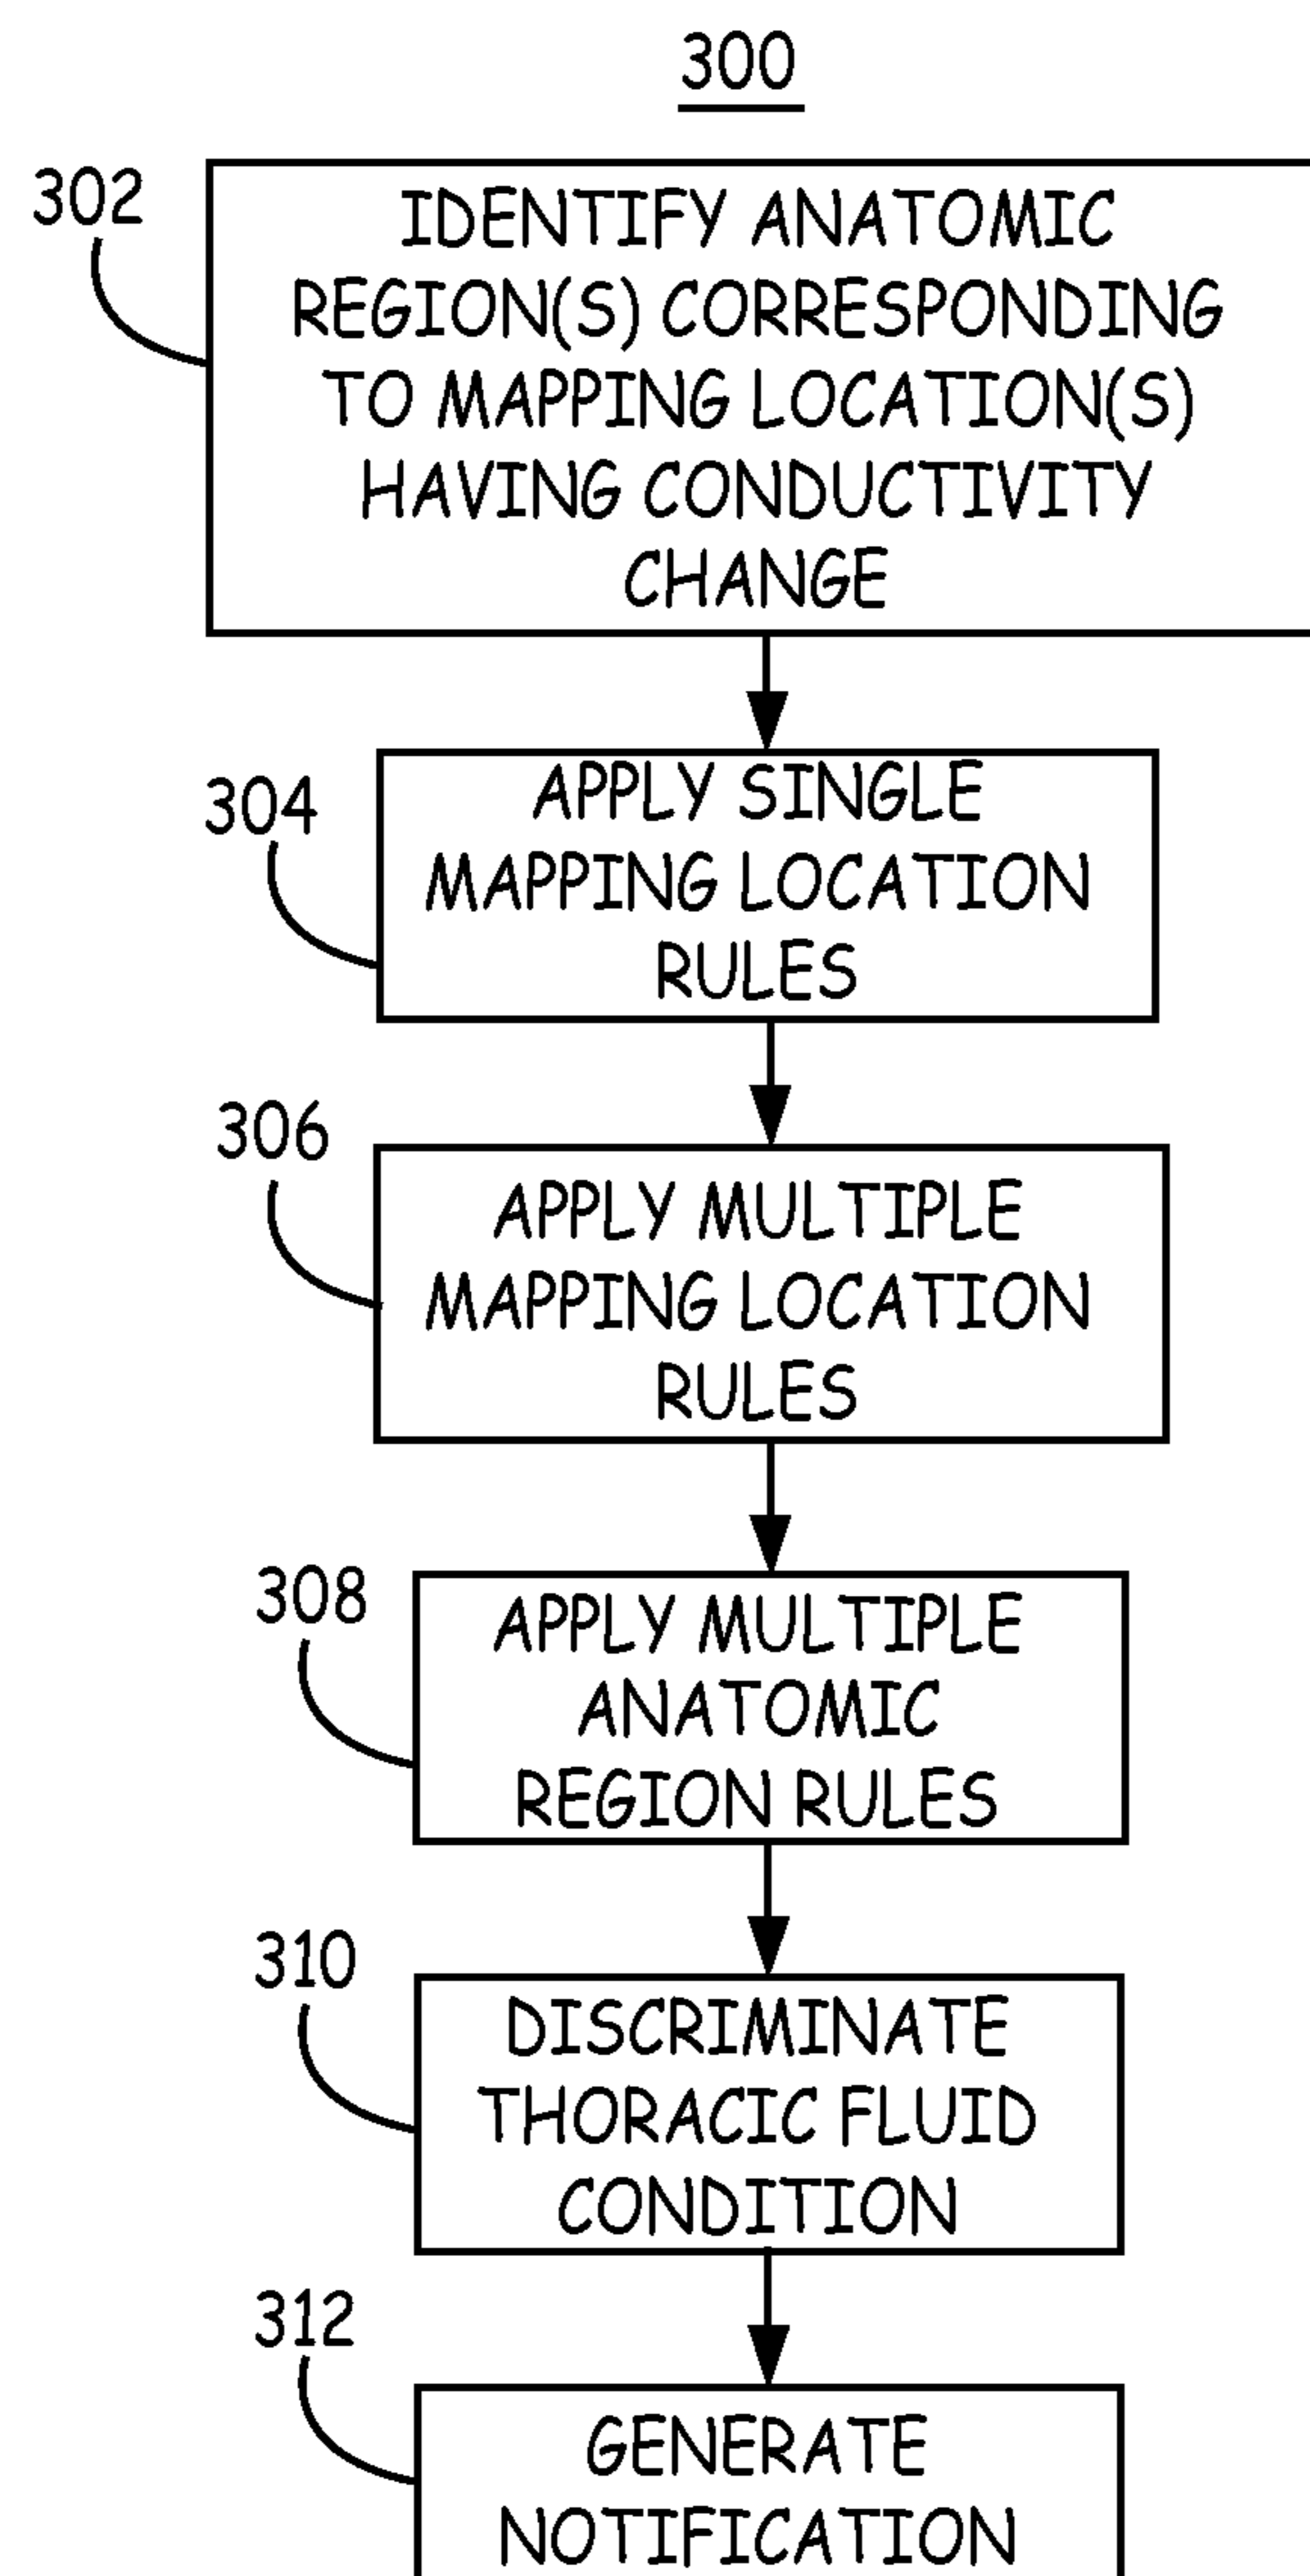 300
302
IDENTIFY ANATOMIC
REGION(S) CORRESPONDING
TO MAPPING LOCATION(S)
HAVING CONDUCTIVITY
CHANGE
304
APPLY SINGLE
MAPPING LOCATION
RULES
306
APPLY MULTIPLE
MAPPING LOCATION
RULES
308
APPLY MULTIPLE
ANATOMIC
REGION RULES
310
DISCRIMINATE
THORACIC FLUID
CONDITION
312
GENERATE
NOTIFICATION